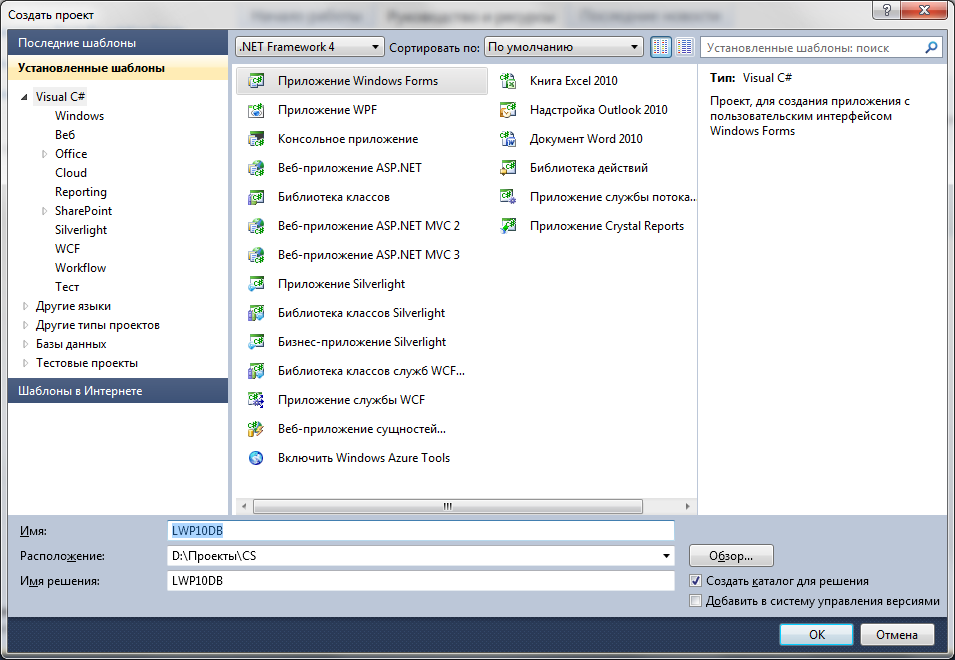 Создать проект
Начало работы Руководство и ресурсы Последние новости
Последние шаблоны
Установленные шаблоны
Visual C#
Windows
Веб
Office
Cloud
Reporting
SharePoint
Silverlight
WCF
Workflow
Тест
Другие языки
Другие типы проектов
Базы данных
Тестовые проекты
Шаблоны в Интернете
.NET Framework 4 Сортировать по: По умолчанию
Установленные шаблоны: поиск
Приложение Windows Forms
Приложение WPF
Консольное приложение
Веб-приложение ASP.NET
Библиотека классов
Веб-приложение ASP.NET MVC 2
Веб-приложение ASP.NET MVC 3
Приложение Silverlight
Библиотека классов Silverlight
Бизнес-приложение Silverlight
Библиотека классов служб WCF...
Приложение службы WCF
Веб-приложение сущностей...
Включить Windows Azure Tools
Книга Excel 2010
Надстройка Outlook 2010
Документ Word 2010
Библиотека действий
Приложение службы потока...
Приложение Crystal Reports
Тип: Visual C#
Проект, для создания приложения с
пользовательским интерфейсом
Windows Forms
Имя: LWP10DB
Расположение: D:\Проекты\CS
Обзор...
Имя решения: LWP10DB
Создать каталог для решения
Добавить в систему управления версиями
OK
Отмена